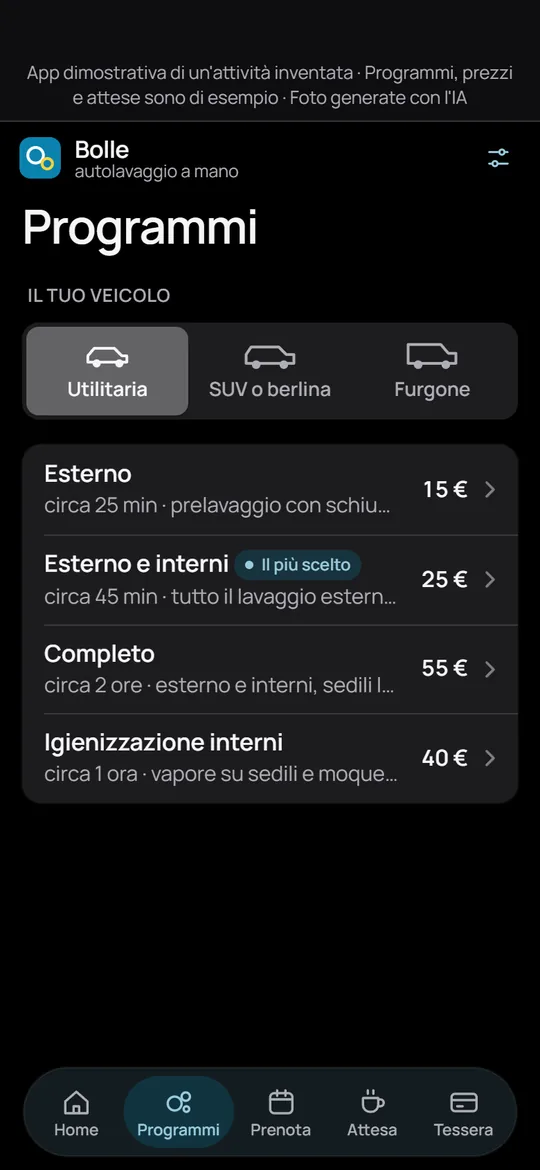 App dimostrativa di un'attività inventata · Programmi, prezzi
e attese sono di esempio · Foto generate con l'IA
Bolle
autolavaggio a mano
Programmi
IL TUO VEICOLO
Utilitaria
SUV o berlina
Furgone
Esterno
circa 25 min · prelavaggio con schiu...
15 €
Esterno e interni
Il più scelto
circa 45 min · tutto il lavaggio estern...
25 €
Completo
circa 2 ore · esterno e interni, sedili l...
55 €
Igienizzazione interni
circa 1 ora · vapore su sedili e moque...
40 €
Home
Programmi
Prenota
Attesa
Tessera